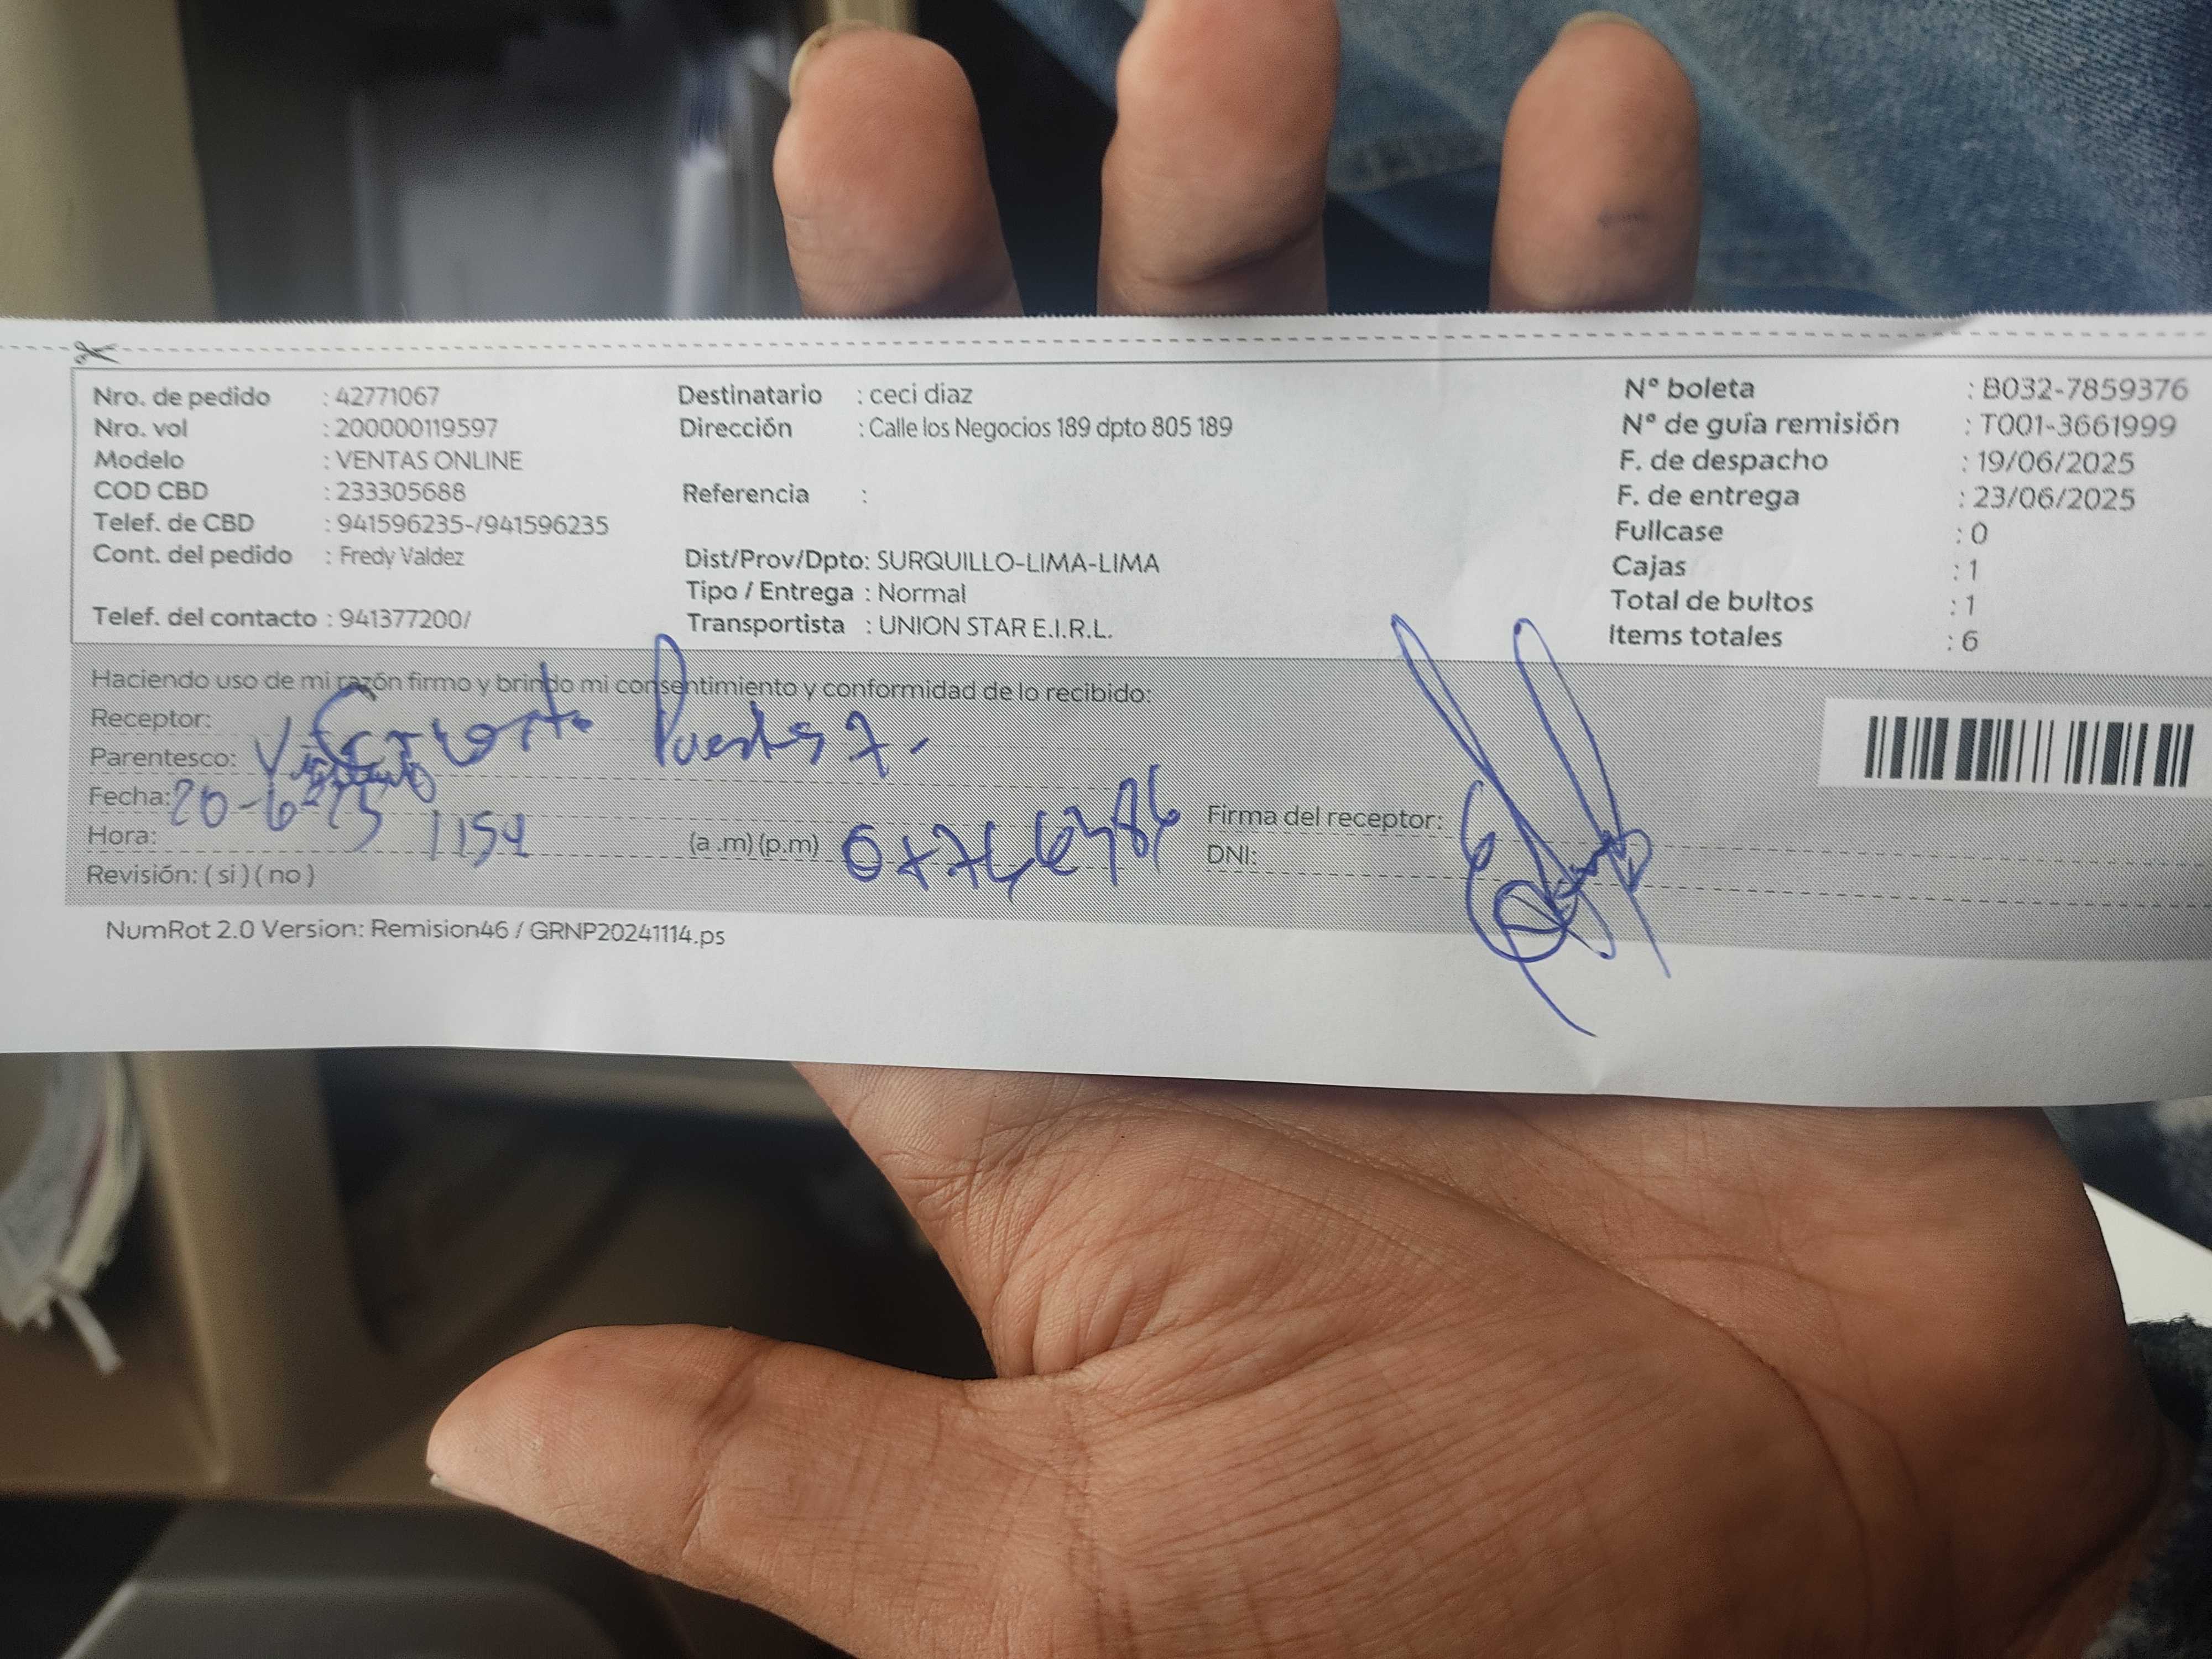 Nro. de pedido : 42771067
Nro. vol : 200000119597
Modelo : VENTAS ONLINE
COD CBD : 233305688
Telef. de CBD : 941596235-/941596235
Cont. del pedido : Fredy Valdez
Telef. del contacto : 941377200/
Destinatario : ceci diaz
Dirección : Calle los Negocios 189 dpto 805 189
Referencia :
Dist/Prov/Dpto: SURQUILLO-LIMA-LIMA
Tipo / Entrega : Normal
Transportista : UNION STAR E.I.R.L.
Nº boleta : B032-7859376
Nº de guía remisión : T001-3661999
F. de despacho : 19/06/2025
F. de entrega : 23/06/2025
Fullcase : 0
Cajas : 1
Total de bultos : 1
Items totales : 6
Haciendo uso de mi razón firmo y brindo mi consentimiento y conformidad de lo recibido:
Receptor:
Parentesco:
Fecha: 20-6-25
Hora: 1154 (a .m) (p.m)
Revisión: ( si ) ( no )
Firma del receptor:
DNI:
NumRot 2.0 Version: Remision46 / GRNP20241114.ps